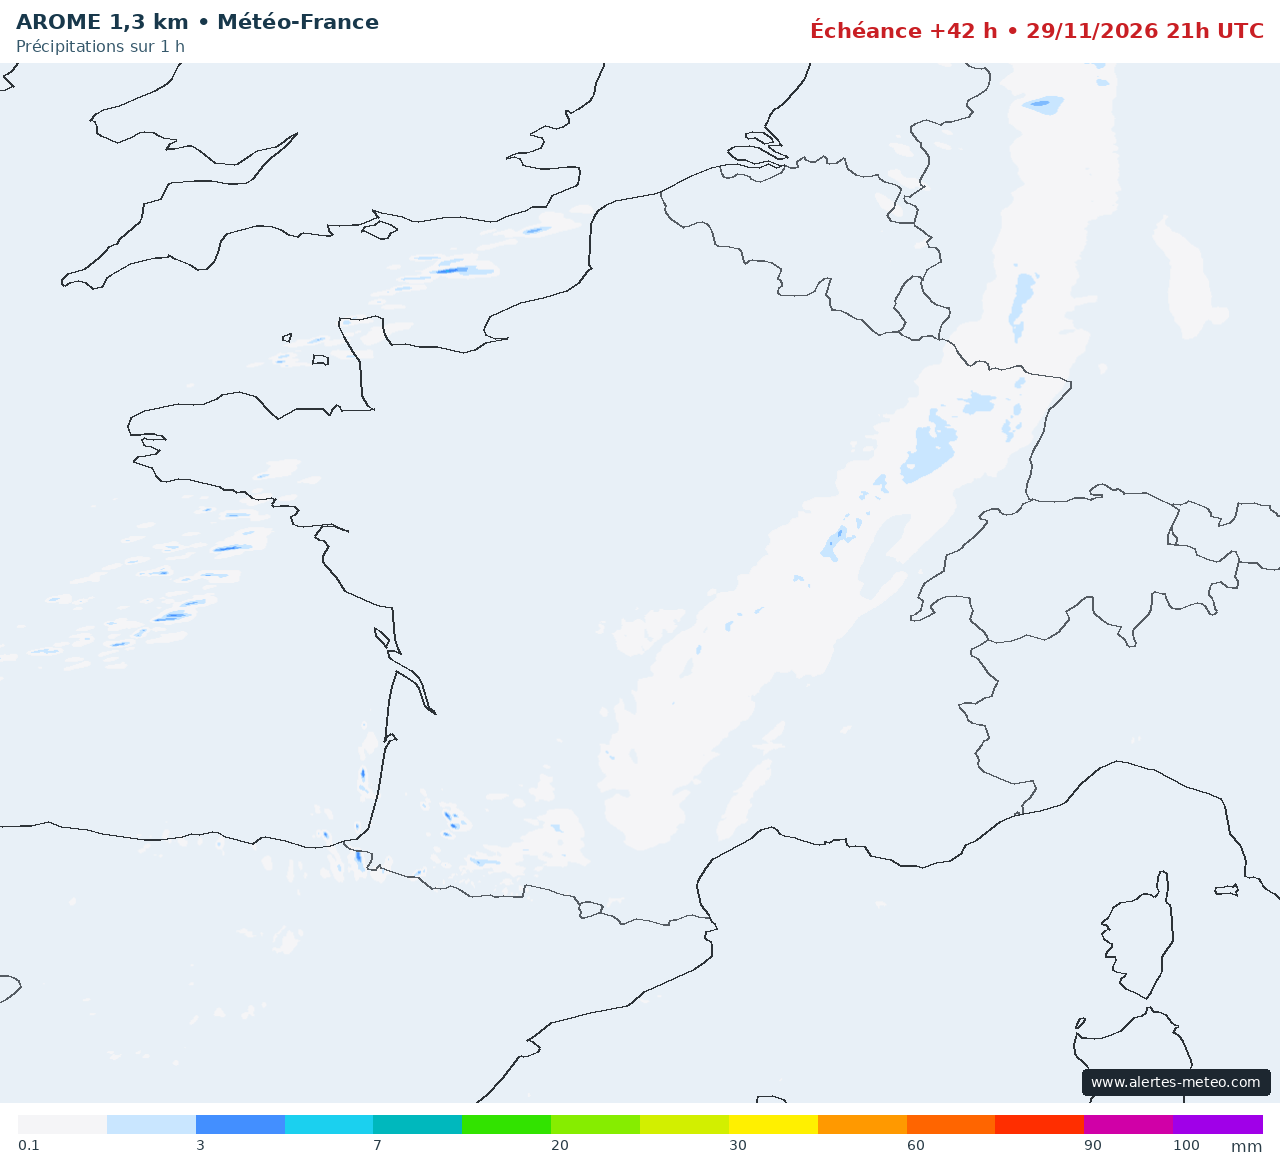 AROME 1,3 km • Météo-France
Précipitations sur 1 h
Échéance +42 h • 29/11/2026 21h UTC
www.alertes-meteo.com
0.1 3 7 20 30 60 90 100 mm